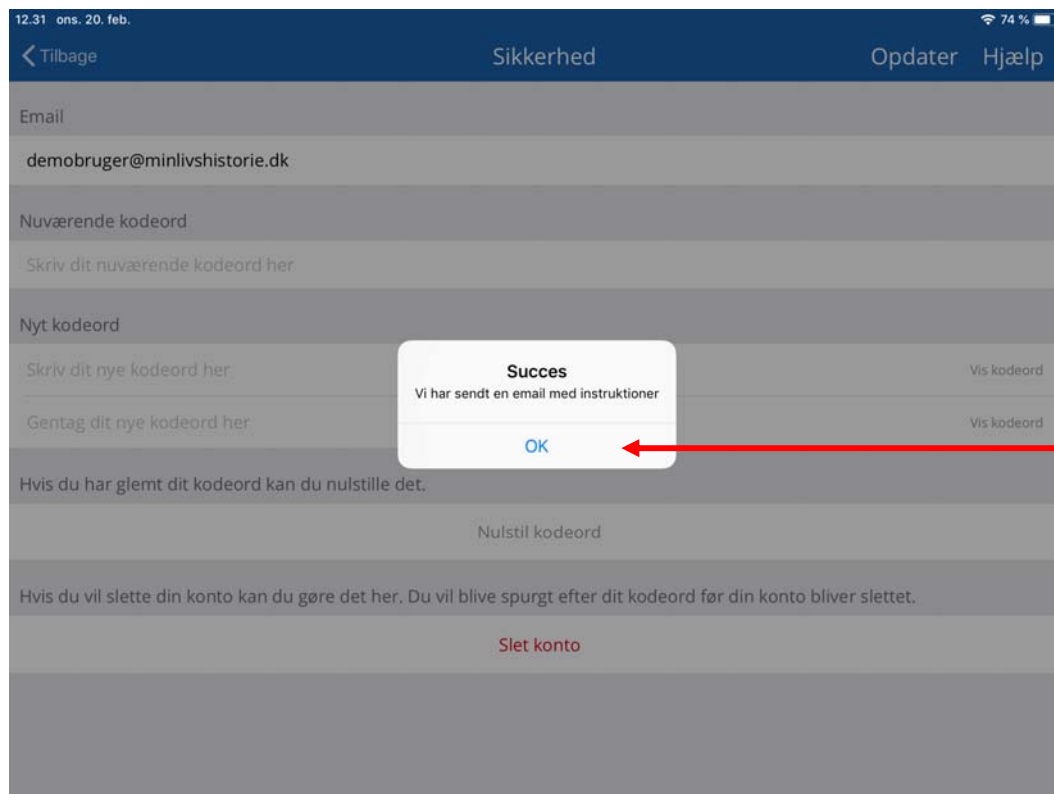 12.31 ons. 20. feb. 74 %
Tilbage Sikkerhed Opdater Hjælp
Email
demobruger@minlivshistorie.dk
Nuværende kodeord
Skriv dit nuværende kodeord her
Nyt kodeord
Skriv dit nye kodeord her Vis kodeord
Gentag dit nye kodeord her Vis kodeord
Succes
Vi har sendt en email med instruktioner
OK
Hvis du har glemt dit kodeord kan du nulstille det.
Nulstil kodeord
Hvis du vil slette din konto kan du gøre det her. Du vil blive spurgt efter dit kodeord før din konto bliver slettet.
Slet konto